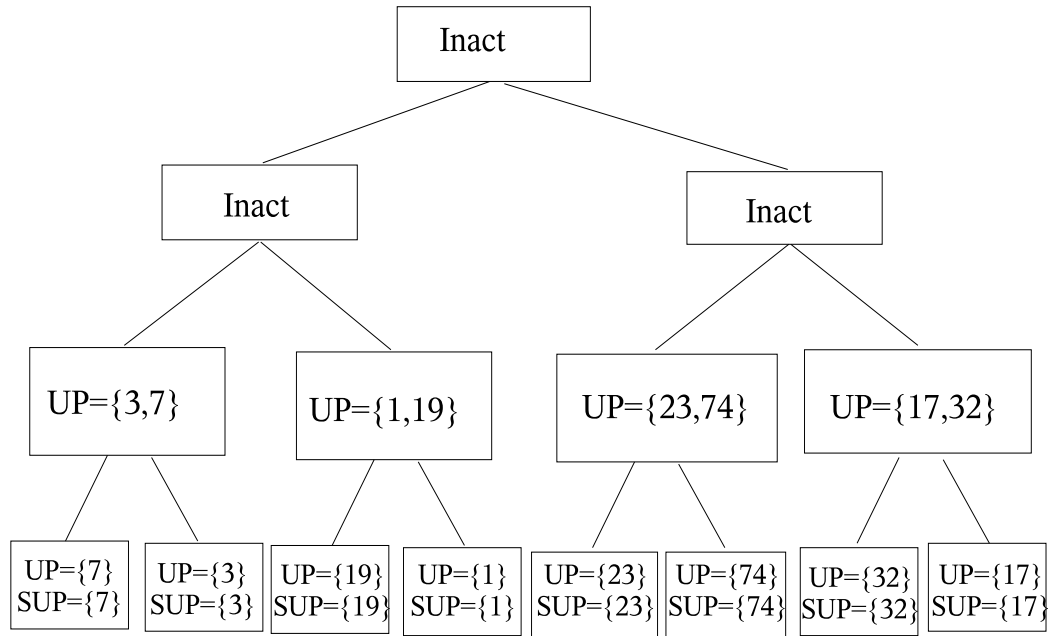 Inact
Inact
Inact
UP={3,7}
UP={1,19}
UP={23,74}
UP={17,32}
UP={7}
SUP={7}
UP={3}
SUP={3}
UP={19}
SUP={19}
UP={1}
SUP={1}
UP={23}
SUP={23}
UP={74}
SUP={74}
UP={32}
SUP={32}
UP={17}
SUP={17}